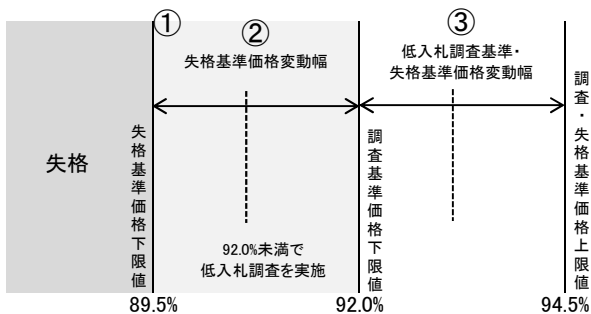 ①
②
失格基準価格変動幅
③
低入札調査基準・
失格基準価格変動幅
失格
失格基準価格下限値
92.0%未満で
低入札調査を実施
調査基準価格下限値
調査・失格基準価格上限値
89.5%
92.0%
94.5%